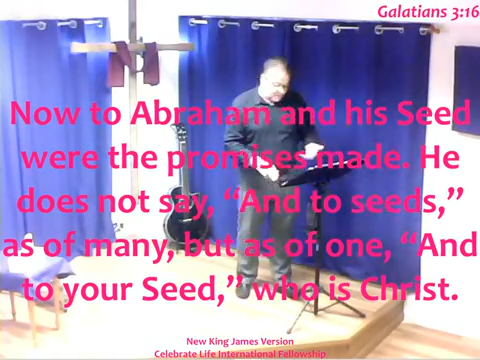 Galatians 3:16
Now to Abraham and his Seed
were the promises made. He
does not say, “And to seeds,”
as of many, but as of one, “And
to your Seed,” who is Christ.
New King James Version
Celebrate Life International Fellowship